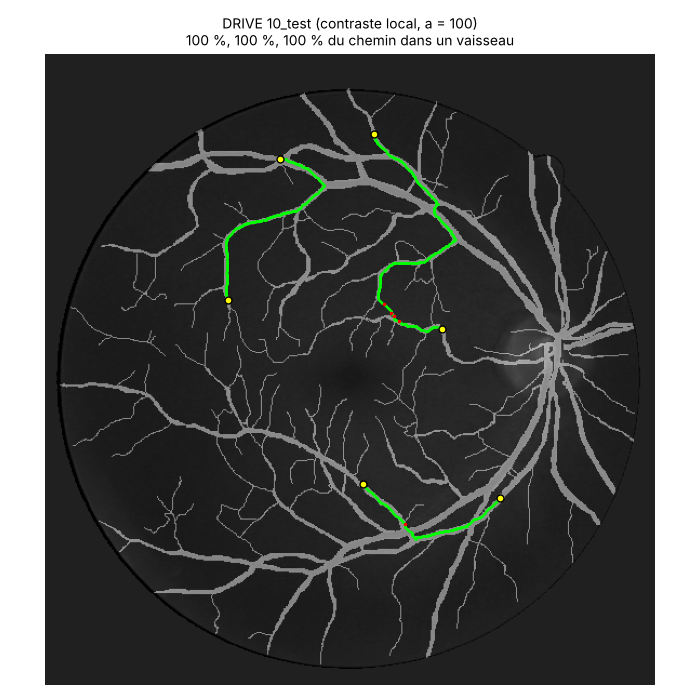 DRIVE 10_test (contraste local, a = 100)
100 %, 100 %, 100 % du chemin dans un vaisseau